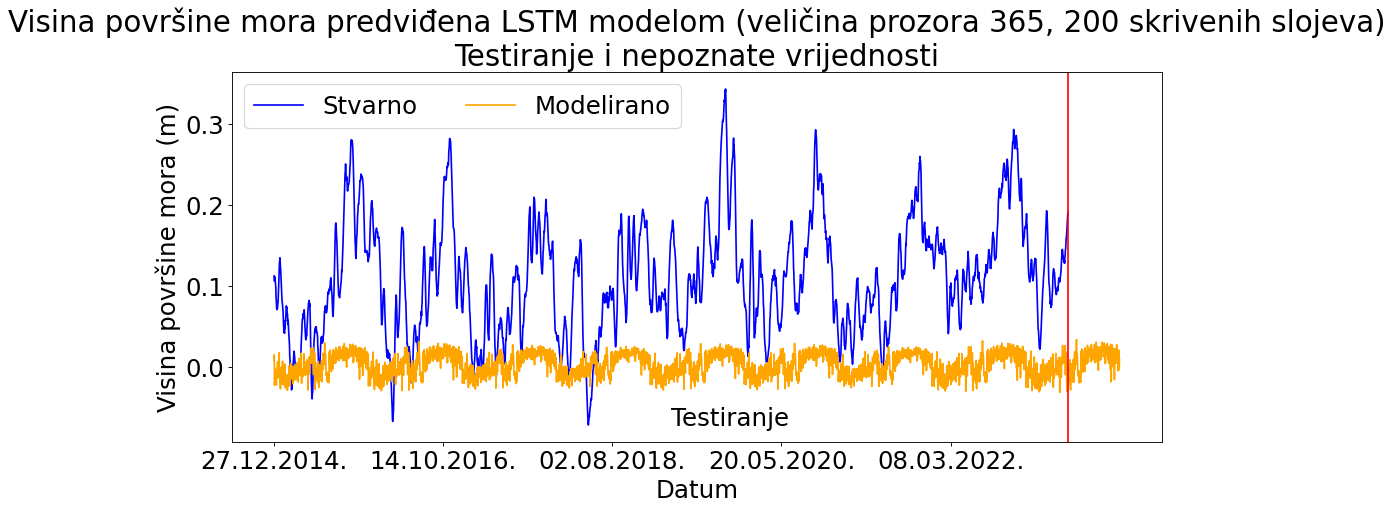 Visina površine mora predviđena LSTM modelom (veličina prozora 365, 200 skrivenih slojeva)
Testiranje i nepoznate vrijednosti
Stvarno Modelirano
Visina površine mora (m)
0.3
0.2
0.1
0.0
Testiranje
27.12.2014. 14.10.2016. 02.08.2018. 20.05.2020. 08.03.2022.
Datum